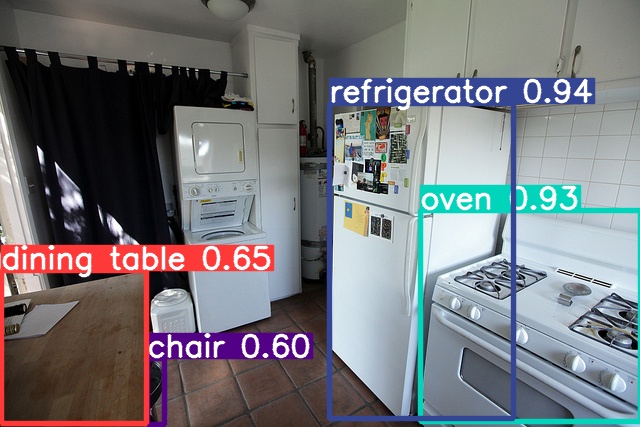 refrigerator 0.94
oven 0.93
dining table 0.65
chair 0.60